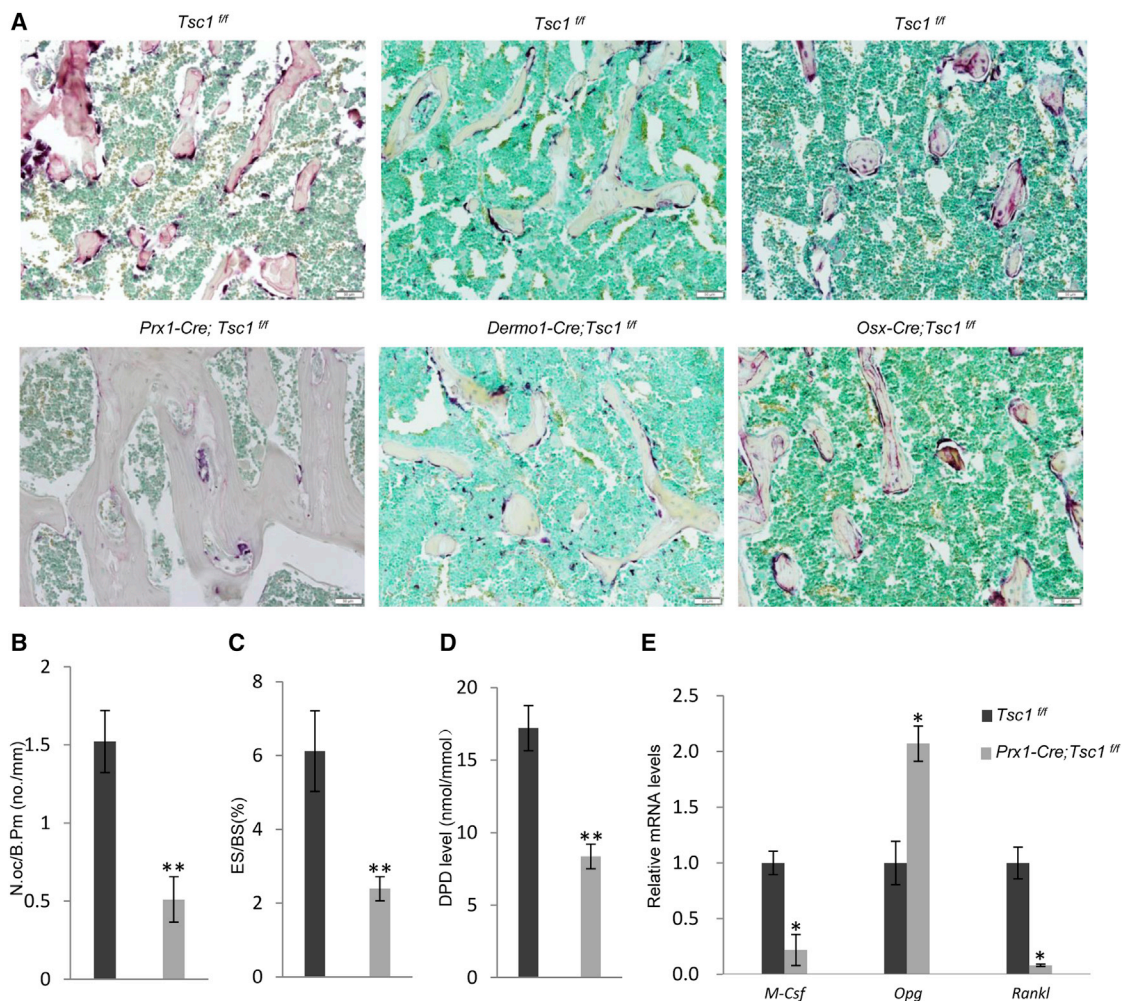 A
Tsc1 f/f Tsc1 f/f Tsc1 f/f
Prx1-Cre; Tsc1 f/f Dermo1-Cre;Tsc1 f/f Osx-Cre;Tsc1 f/f
B
N.oc/B.Pm (no./mm)
2
1.5
1
0.5
0
**
C
ES/BS(%)
8
6
4
2
0
**
D
DPD level (nmol/mmol)
20
15
10
5
0
**
E
Relative mRNA levels
2.5
2.0
1.5
1.0
0.5
0.0
* * *
M-Csf Opg Rankl
Tsc1 f/f
Prx1-Cre;Tsc1 f/f